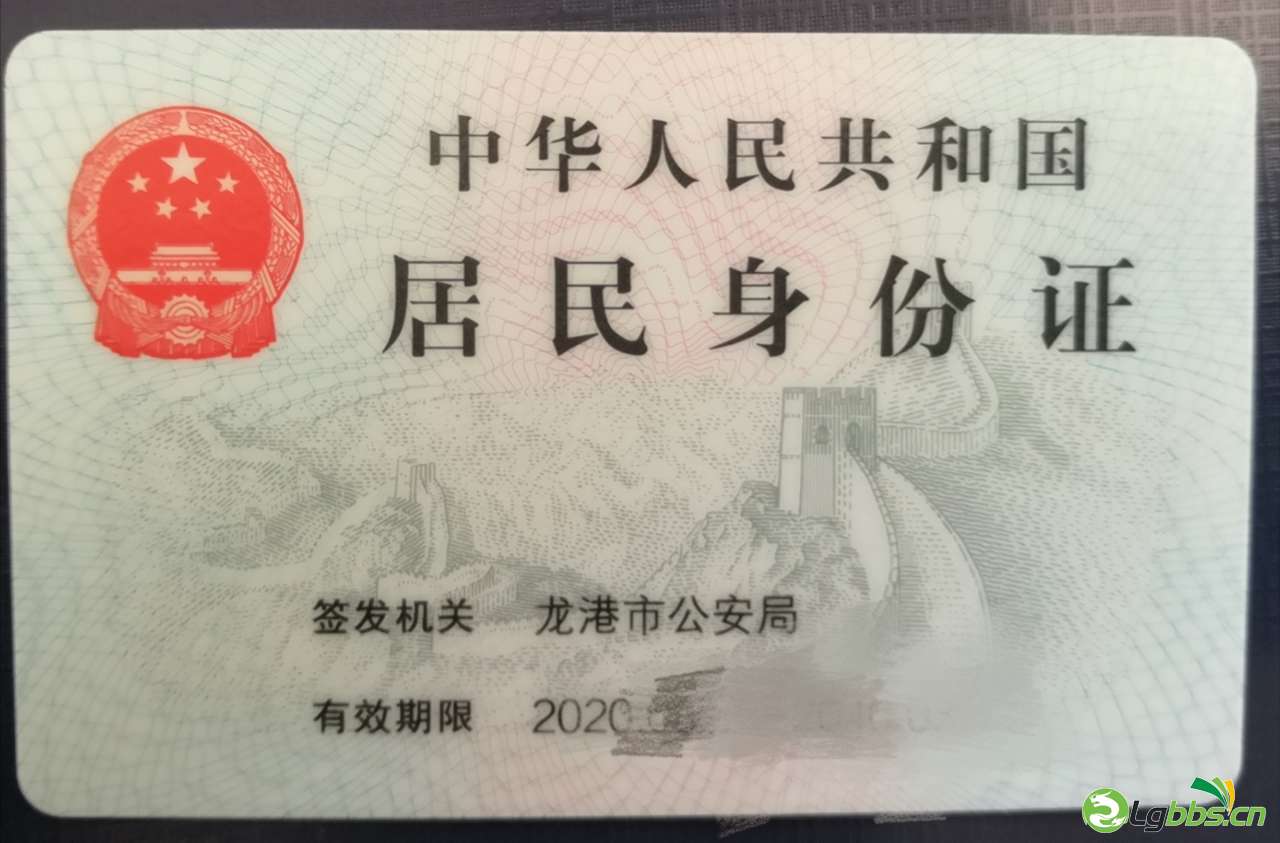 中华人民共和国
居民身份证
签发机关 龙港市公安局
有效期限 2020
Lgbbs.cn